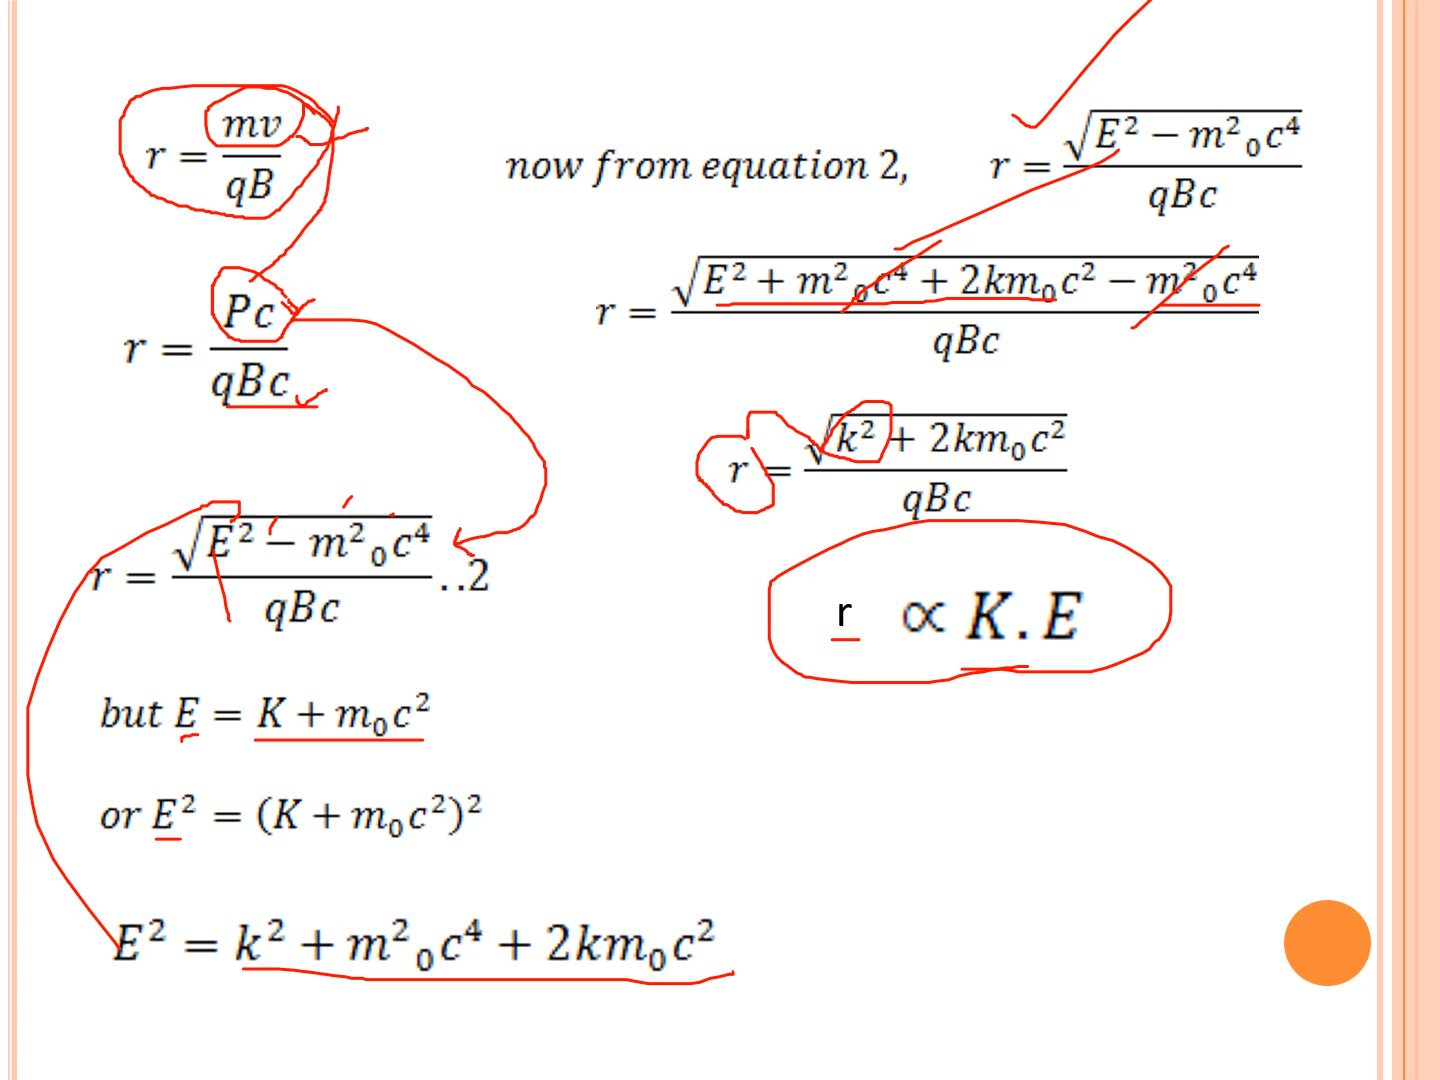 r = mv / qB
r = Pc / qBc
r = √(E² − m²₀c⁴) / qBc ..2
but E = K + m₀c²
or E² = (K + m₀c²)²
E² = k² + m²₀c⁴ + 2km₀c²
now from equation 2, r = √(E² − m²₀c⁴) / qBc
r = √(E² + m²₀c⁴ + 2km₀c² − m²₀c⁴) / qBc
r = √(k² + 2km₀c²) / qBc
r ∝ K.E